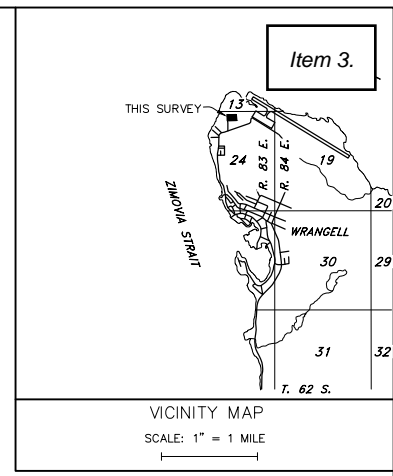 Item 3.
THIS SURVEY
13
24
R. 83 E.
R. 84 E.
19
ZIMOVIA STRAIT
20
WRANGELL
30
29
31
32
T. 62 S.
VICINITY MAP
SCALE: 1" = 1 MILE